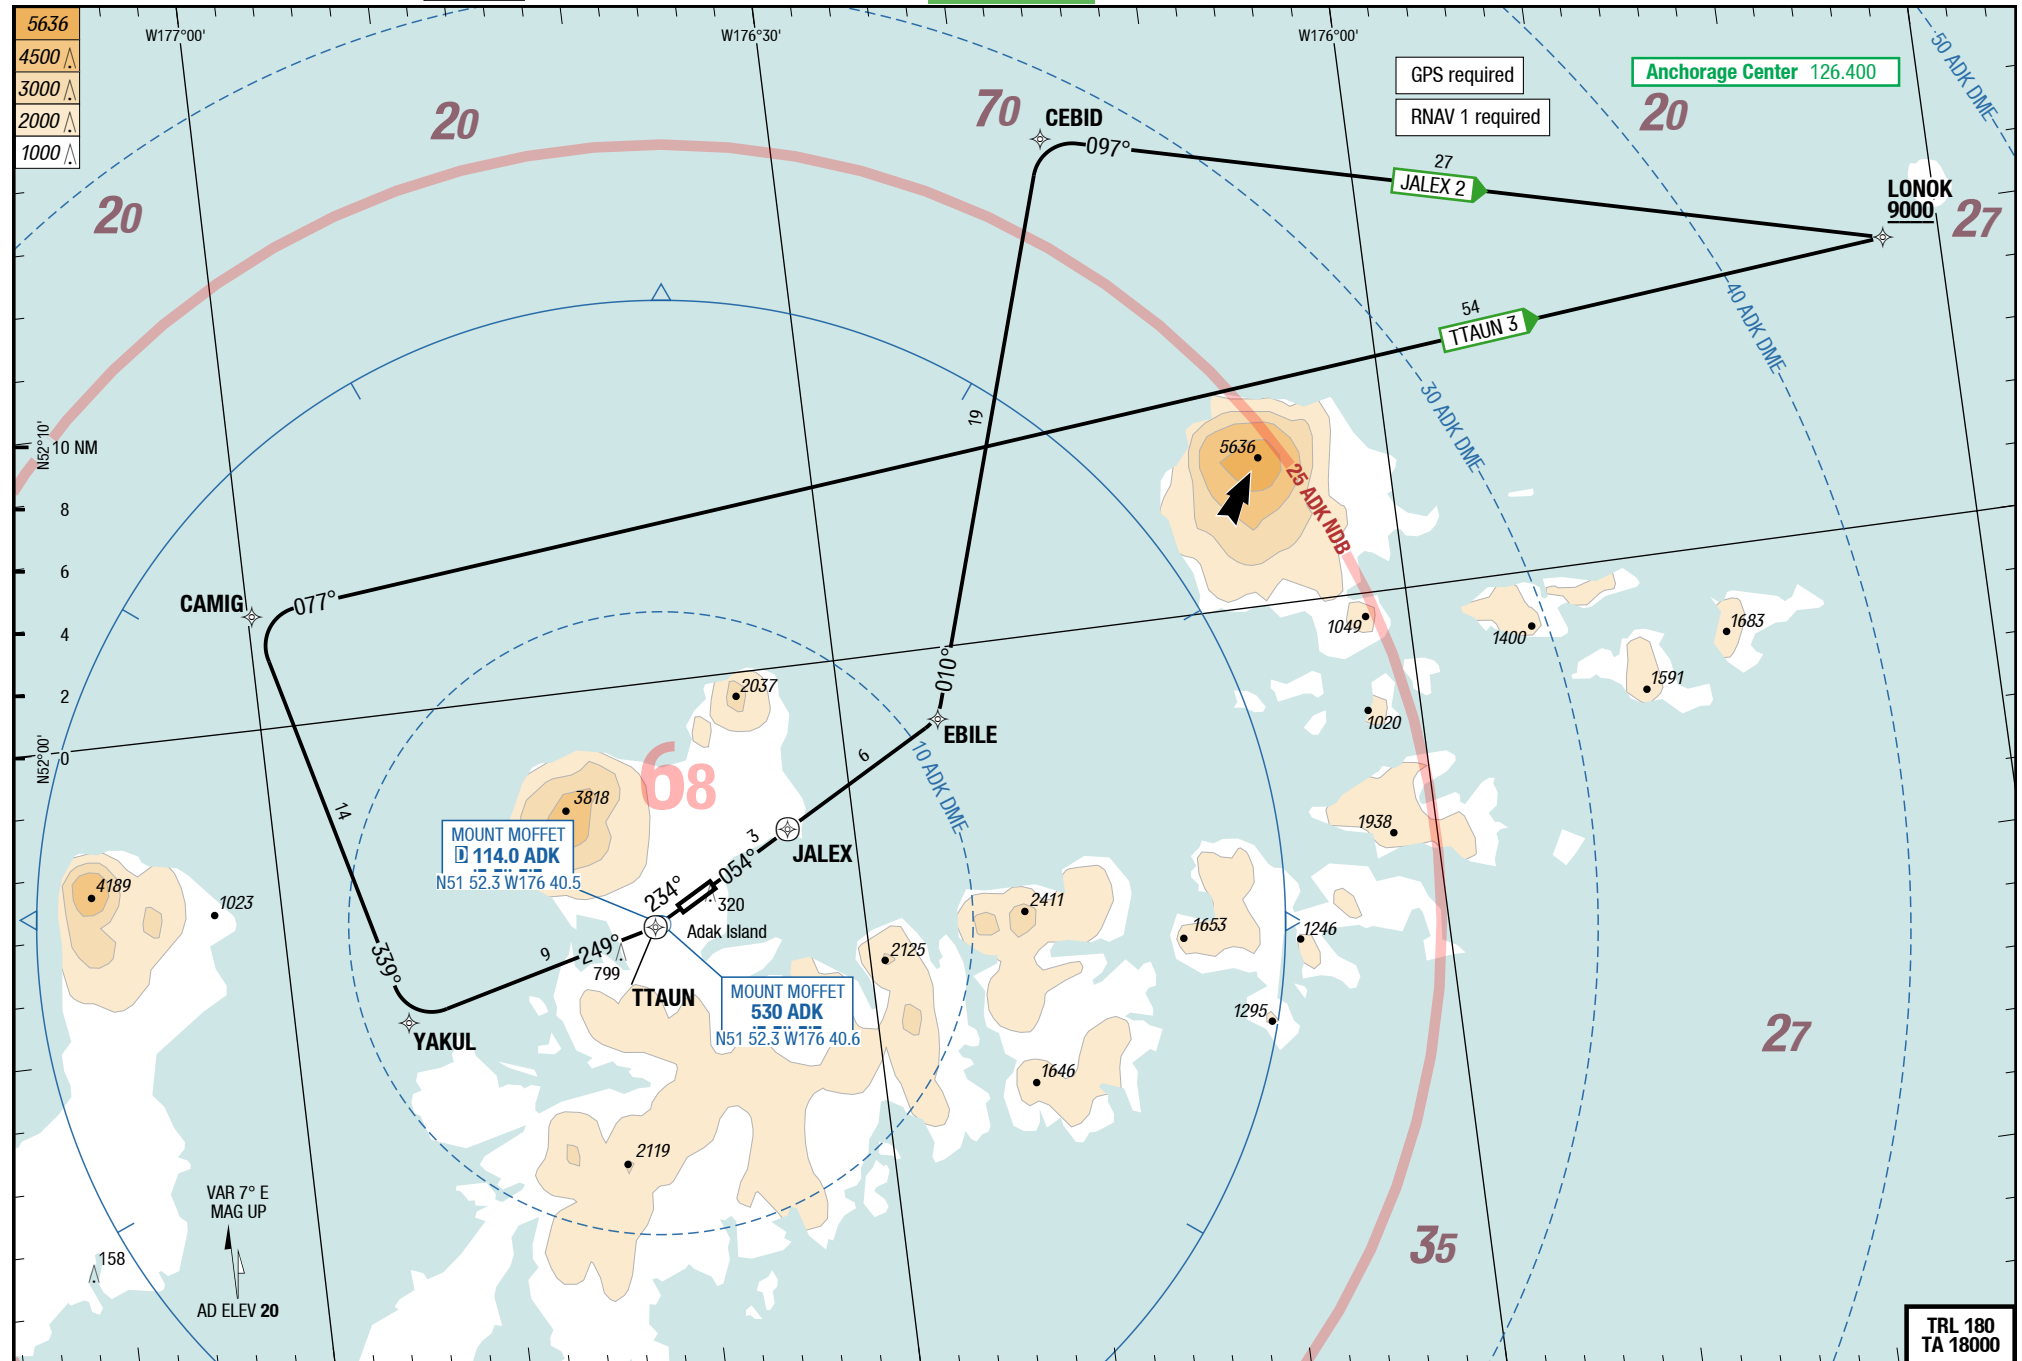 5636
4500
3000
2000
1000
W177°00'
W176°30'
W176°00'
GPS required
RNAV 1 required
Anchorage Center 126.400
50 ADK DME
20
70
20
20
27
CEBID
097°
27
JALEX 2
LONOK
9000
54
TTAUN 3
40 ADK DME
30 ADK DME
19
N52°10'
10 NM
8
6
4
2
0
N52°00'
5636
25 ADK NDB
CAMIG
077°
1049
1400
1683
1591
1020
010°
EBILE
2037
68
6
10 ADK DME
3818
14
MOUNT MOFFET
D 114.0 ADK
N51 52.3 W176 40.5
3
JALEX
054°
234°
320
Adak Island
1938
4189
1023
2411
1653
1246
2125
339°
9
249°
799
TTAUN
MOUNT MOFFET
530 ADK
N51 52.3 W176 40.6
YAKUL
1295
27
1646
2119
VAR 7° E
MAG UP
AD ELEV 20
158
35
TRL 180
TA 18000